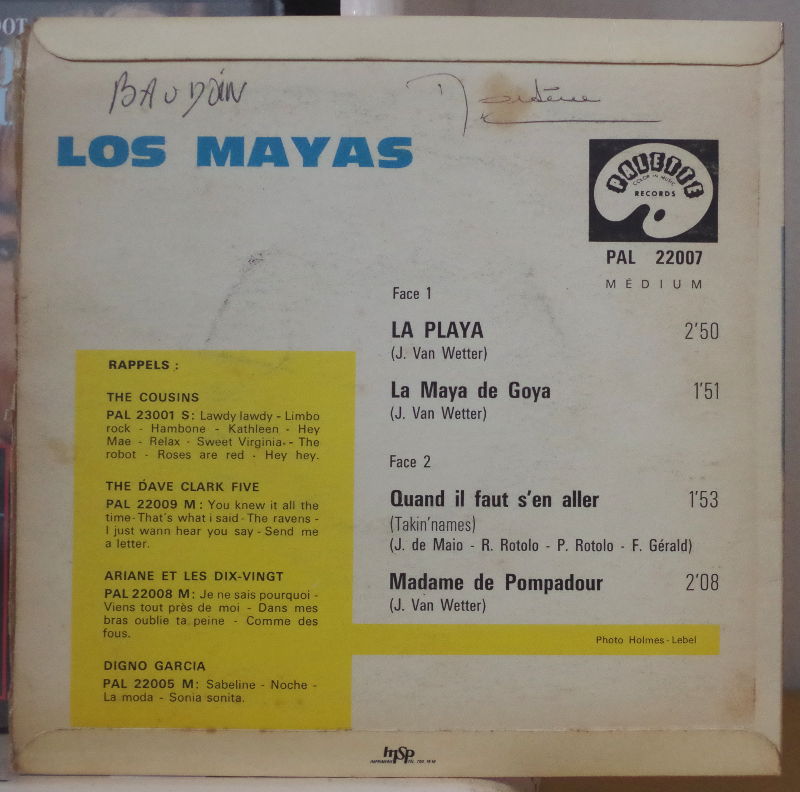 OOT
BAUDOIN
LOS MAYAS
PALETTE
COLOR IN MUSIC
RECORDS
PAL 22007
MÉDIUM
Face 1
LA PLAYA 2'50
(J. Van Wetter)
La Maya de Goya 1'51
(J. Van Wetter)
Face 2
Quand il faut s'en aller 1'53
(Takin'names)
(J. de Maio - R. Rotolo - P. Rotolo - F. Gérald)
Madame de Pompadour 2'08
(J. Van Wetter)
Photo Holmes-Lebel
RAPPELS :
THE COUSINS
PAL 23001 S: Lawdy lawdy - Limbo
rock - Hambone - Kathleen - Hey
Mae - Relax - Sweet Virginia - The
robot - Roses are red - Hey hey.
THE DAVE CLARK FIVE
PAL 22009 M : You knew it all the
time-That's what i said-The ravens -
I just wann hear you say - Send me
a letter.
ARIANE ET LES DIX-VINGT
PAL 22008 M: Je ne sais pourquoi -
Viens tout près de moi - Dans mes
bras oublie ta peine - Comme des
fous.
DIGNO GARCIA
PAL 22005 M: Sabeline - Noche -
La moda - Sonia sonita.
imsp